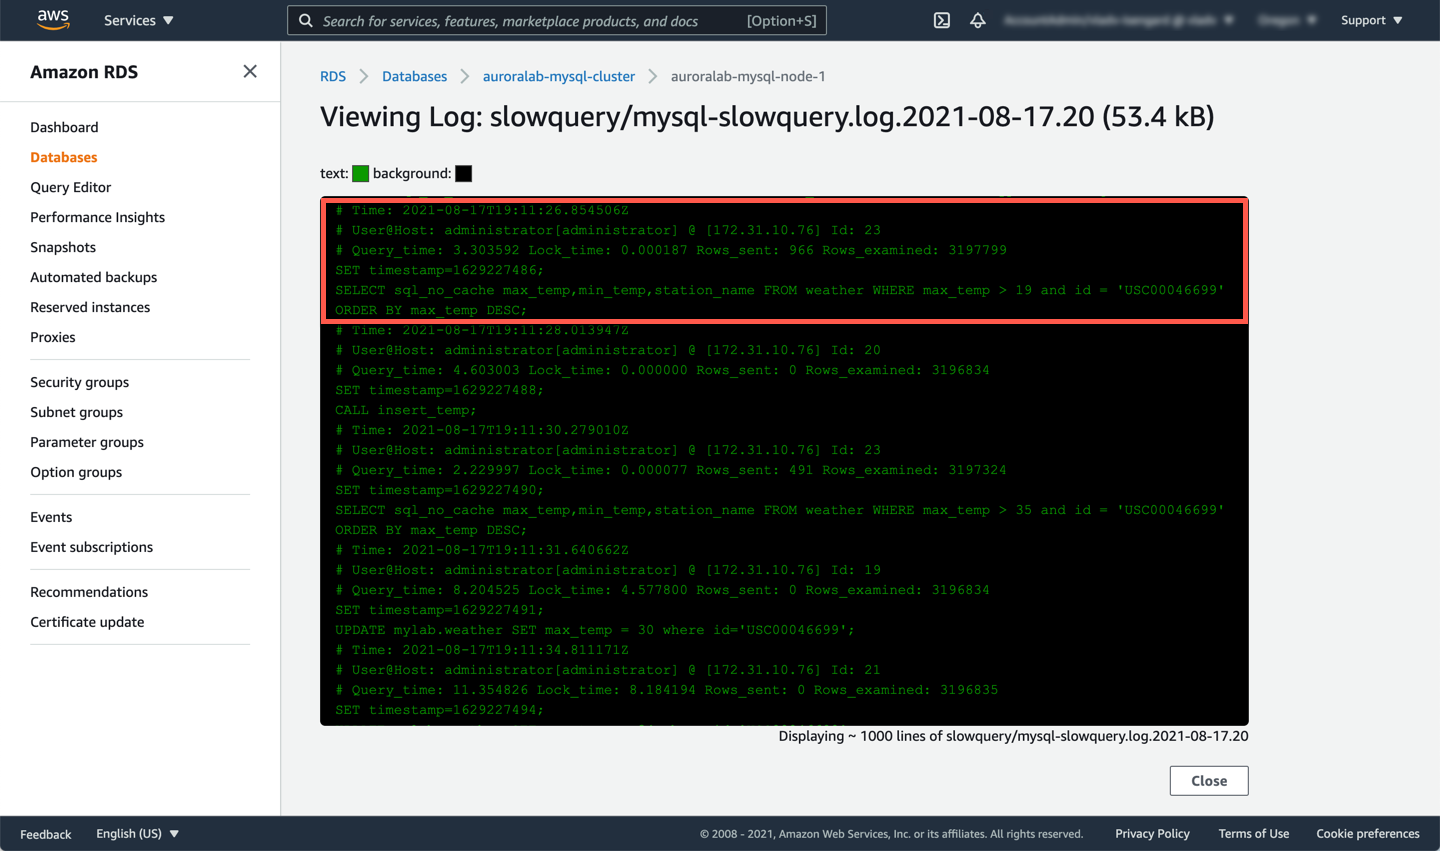 aws
Services
Search for services, features, marketplace products, and docs [Option+S]
Support
Amazon RDS
Dashboard
Databases
Query Editor
Performance Insights
Snapshots
Automated backups
Reserved instances
Proxies
Security groups
Subnet groups
Parameter groups
Option groups
Events
Event subscriptions
Recommendations
Certificate update
RDS Databases auroralab-mysql-cluster auroralab-mysql-node-1
Viewing Log: slowquery/mysql-slowquery.log.2021-08-17.20 (53.4 kB)
text: background:
# Time: 2021-08-17T19:11:26.854506Z
# User@Host: administrator[administrator] @ [172.31.10.76] Id: 23
# Query_time: 3.303592 Lock_time: 0.000187 Rows_sent: 966 Rows_examined: 3197799
SET timestamp=1629227486;
SELECT sql_no_cache max_temp,min_temp,station_name FROM weather WHERE max_temp > 19 and id = 'USC00046699'
ORDER BY max_temp DESC;
# Time: 2021-08-17T19:11:28.013947Z
# User@Host: administrator[administrator] @ [172.31.10.76] Id: 20
# Query_time: 4.603003 Lock_time: 0.000000 Rows_sent: 0 Rows_examined: 3196834
SET timestamp=1629227488;
CALL insert_temp;
# Time: 2021-08-17T19:11:30.279010Z
# User@Host: administrator[administrator] @ [172.31.10.76] Id: 23
# Query_time: 2.229997 Lock_time: 0.000077 Rows_sent: 491 Rows_examined: 3197324
SET timestamp=1629227490;
SELECT sql_no_cache max_temp,min_temp,station_name FROM weather WHERE max_temp > 35 and id = 'USC00046699'
ORDER BY max_temp DESC;
# Time: 2021-08-17T19:11:31.640662Z
# User@Host: administrator[administrator] @ [172.31.10.76] Id: 19
# Query_time: 8.204525 Lock_time: 4.577800 Rows_sent: 0 Rows_examined: 3196834
SET timestamp=1629227491;
UPDATE mylab.weather SET max_temp = 30 where id='USC00046699';
# Time: 2021-08-17T19:11:34.811171Z
# User@Host: administrator[administrator] @ [172.31.10.76] Id: 21
# Query_time: 11.354826 Lock_time: 8.184194 Rows_sent: 0 Rows_examined: 3196835
SET timestamp=1629227494;
Displaying ~ 1000 lines of slowquery/mysql-slowquery.log.2021-08-17.20
Close
Feedback English (US) © 2008 - 2021, Amazon Web Services, Inc. or its affiliates. All rights reserved. Privacy Policy Terms of Use Cookie preferences